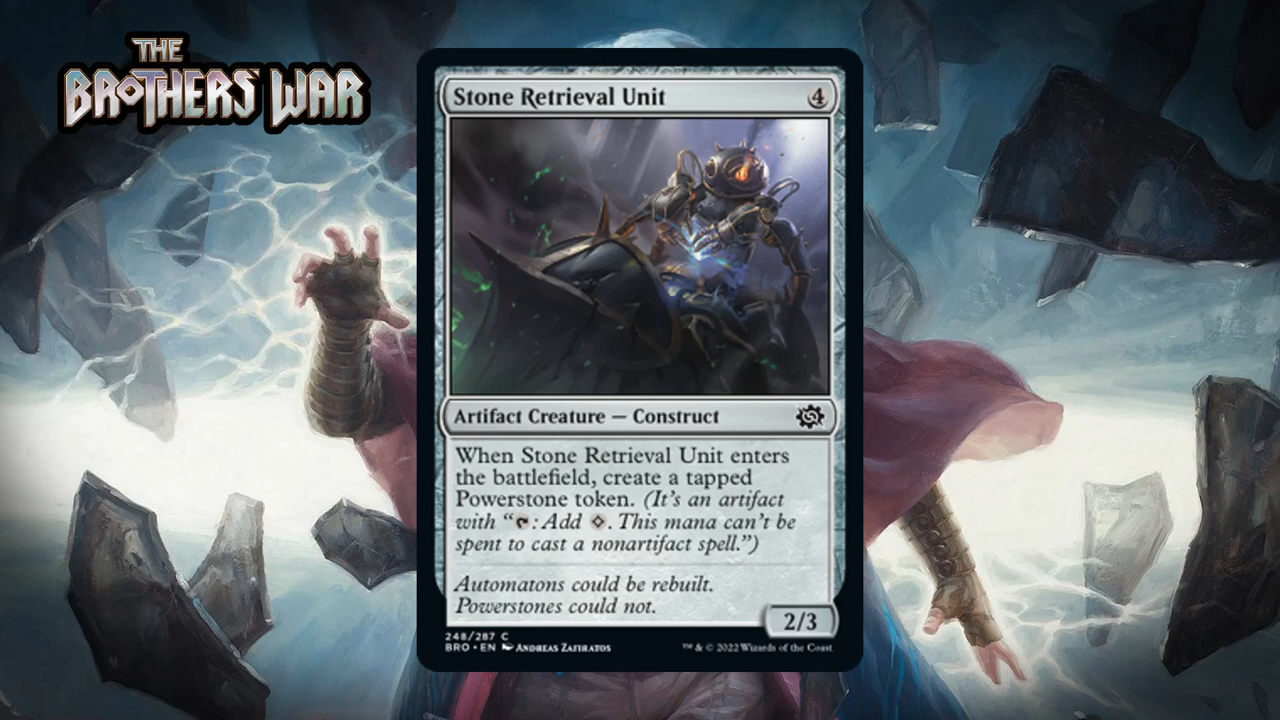 THE
BROTHERS' WAR
Stone Retrieval Unit 4
Artifact Creature — Construct
When Stone Retrieval Unit enters
the battlefield, create a tapped
Powerstone token. (It's an artifact
with “: Add . This mana can't be
spent to cast a nonartifact spell.”)
Automatons could be rebuilt.
Powerstones could not.
2/3
248/287 C
BRO • EN Andreas Zafiratos
™ & © 2022 Wizards of the Coast